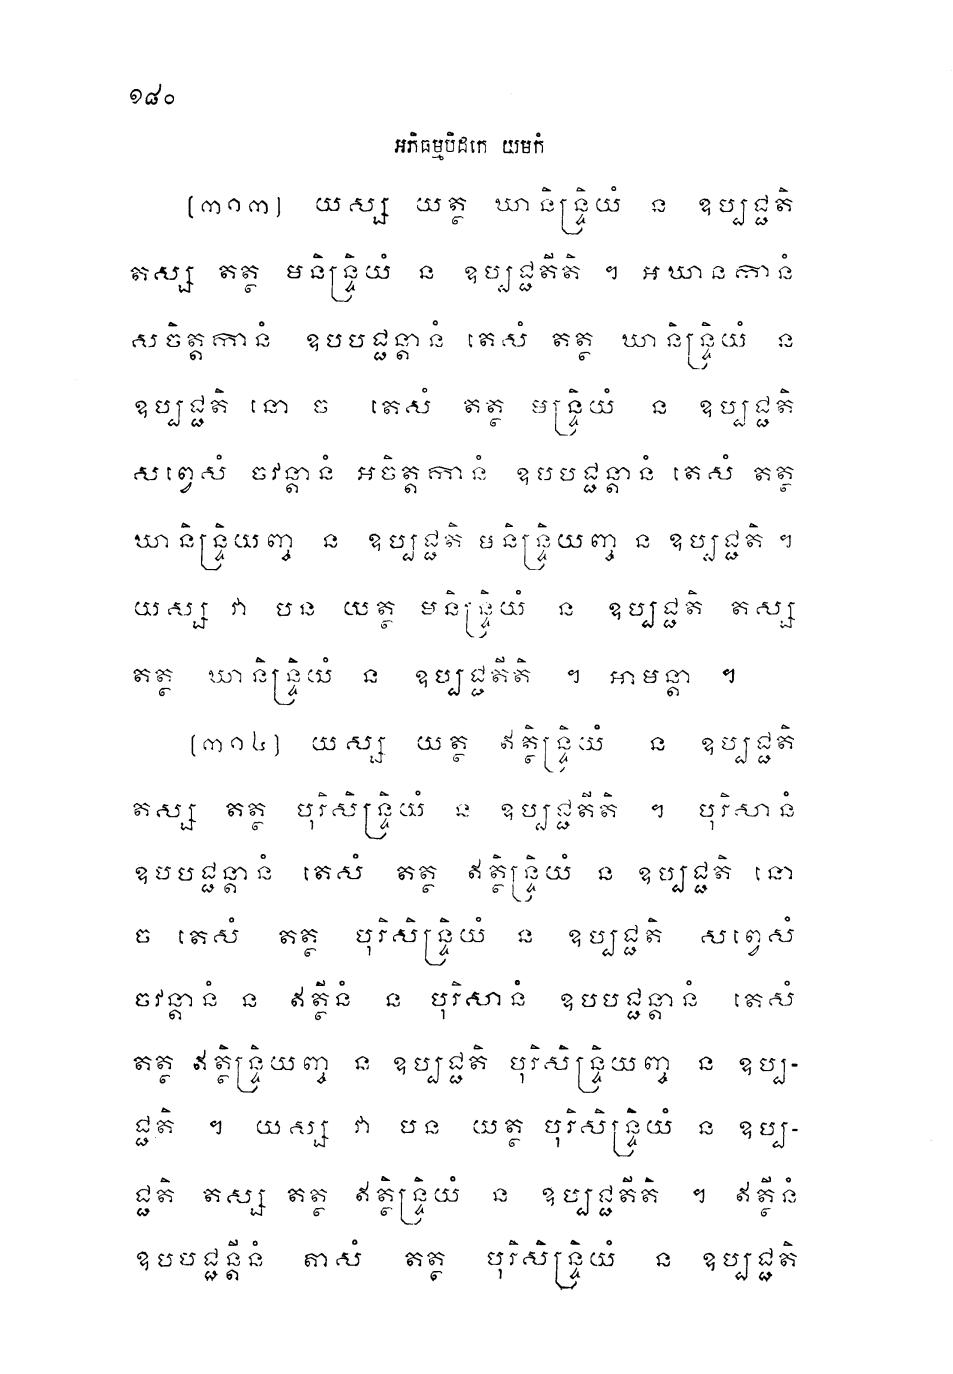 ១៨០
អភិធម្មបិដកេ យមកំ
(៣១៣) យស្ស យត្ថ ឃានិន្ទ្រិយំ ន ឧប្បជ្ជតិ
តស្ស តត្ថ មនិន្ទ្រិយំ ន ឧប្បជ្ជតីតិ ។ អឃានកានំ
សចិត្តកានំ ឧបបជ្ជន្តានំ តេសំ តត្ថ ឃានិន្ទ្រិយំ ន
ឧប្បជ្ជតិ នោ ច តេសំ តត្ថ មន្ទ្រិយំ ន ឧប្បជ្ជតិ
សព្វេសំ ចវន្តានំ អចិត្តកានំ ឧបបជ្ជន្តានំ តេសំ តត្ថ
ឃានិន្ទ្រិយញ្ច ន ឧប្បជ្ជតិ មនិន្ទ្រិយញ្ច ន ឧប្បជ្ជតិ ។
យស្ស វា បន យត្ថ មនិន្ទ្រិយំ ន ឧប្បជ្ជតិ តស្ស
តត្ថ ឃានិន្ទ្រិយំ ន ឧប្បជ្ជតីតិ ។ អាមន្តា ។
(៣១៤) យស្ស យត្ថ ឥត្ថិន្ទ្រិយំ ន ឧប្បជ្ជតិ
តស្ស តត្ថ បុរិសិន្ទ្រិយំ ន ឧប្បជ្ជតីតិ ។ បុរិសានំ
ឧបបជ្ជន្តានំ តេសំ តត្ថ ឥត្ថិន្ទ្រិយំ ន ឧប្បជ្ជតិ នោ
ច តេសំ តត្ថ បុរិសិន្ទ្រិយំ ន ឧប្បជ្ជតិ សព្វេសំ
ចវន្តានំ ន ឥត្ថីនំ ន បុរិសានំ ឧបបជ្ជន្តានំ តេសំ
តត្ថ ឥត្ថិន្ទ្រិយញ្ច ន ឧប្បជ្ជតិ បុរិសិន្ទ្រិយញ្ច ន ឧប្ប-
ជ្ជតិ ។ យស្ស វា បន យត្ថ បុរិសិន្ទ្រិយំ ន ឧប្ប-
ជ្ជតិ តស្ស តត្ថ ឥត្ថិន្ទ្រិយំ ន ឧប្បជ្ជតីតិ ។ ឥត្ថីនំ
ឧបបជ្ជន្តីនំ តាសំ តត្ថ បុរិសិន្ទ្រិយំ ន ឧប្បជ្ជតិ